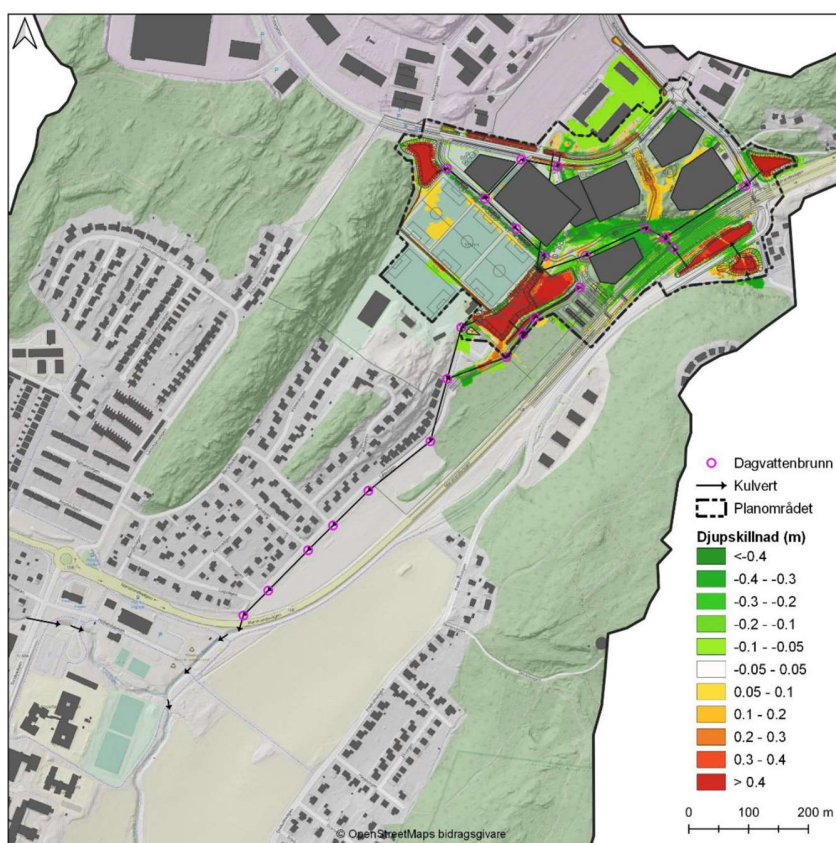 Dagvattenbrunn
Kulvert
Planområdet
Djupskillnad (m)
<-0.4
-0.4 - -0.3
-0.3 - -0.2
-0.2 - -0.1
-0.1 - -0.05
-0.05 - 0.05
0.05 - 0.1
0.1 - 0.2
0.2 - 0.3
0.3 - 0.4
> 0.4
0 100 200 m
© OpenStreetMaps bidragsgivare